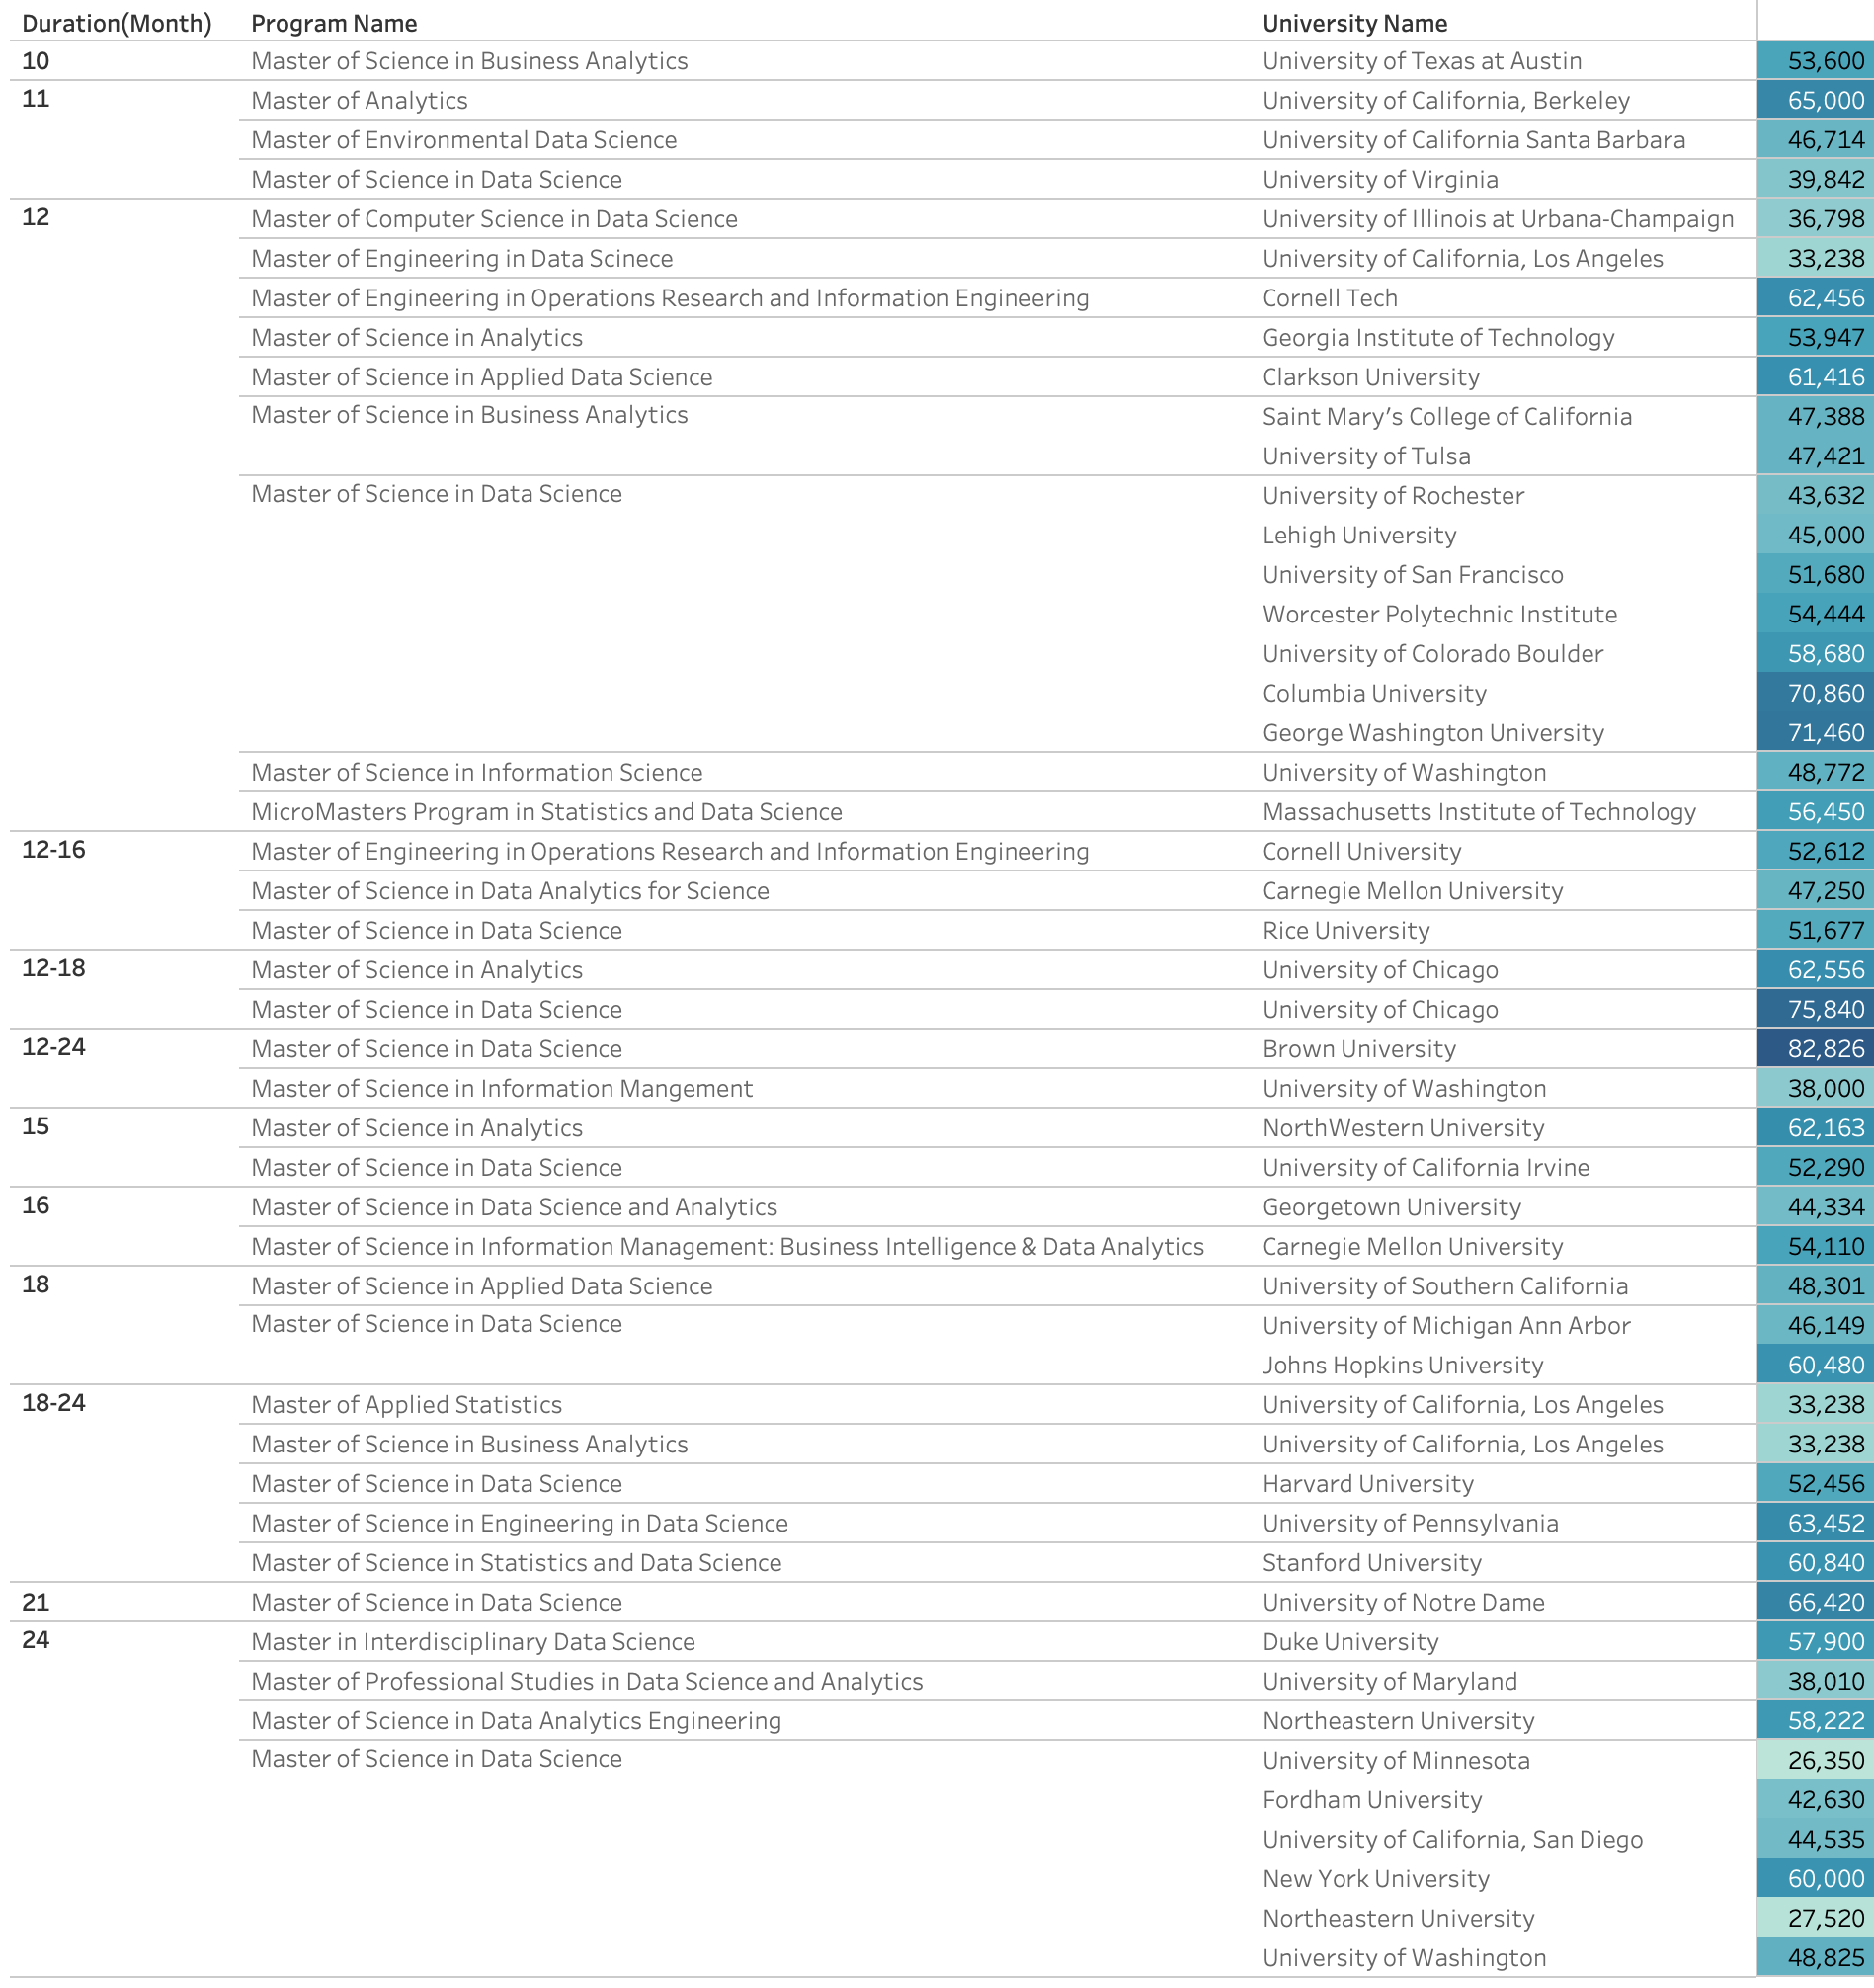 Duration(Month) Program Name University Name
10 Master of Science in Business Analytics University of Texas at Austin 53,600
11 Master of Analytics University of California, Berkeley 65,000
Master of Environmental Data Science University of California Santa Barbara 46,714
Master of Science in Data Science University of Virginia 39,842
12 Master of Computer Science in Data Science University of Illinois at Urbana-Champaign 36,798
Master of Engineering in Data Scinece University of California, Los Angeles 33,238
Master of Engineering in Operations Research and Information Engineering Cornell Tech 62,456
Master of Science in Analytics Georgia Institute of Technology 53,947
Master of Science in Applied Data Science Clarkson University 61,416
Master of Science in Business Analytics Saint Mary’s College of California 47,388
University of Tulsa 47,421
Master of Science in Data Science University of Rochester 43,632
Lehigh University 45,000
University of San Francisco 51,680
Worcester Polytechnic Institute 54,444
University of Colorado Boulder 58,680
Columbia University 70,860
George Washington University 71,460
Master of Science in Information Science University of Washington 48,772
MicroMasters Program in Statistics and Data Science Massachusetts Institute of Technology 56,450
12-16 Master of Engineering in Operations Research and Information Engineering Cornell University 52,612
Master of Science in Data Analytics for Science Carnegie Mellon University 47,250
Master of Science in Data Science Rice University 51,677
12-18 Master of Science in Analytics University of Chicago 62,556
Master of Science in Data Science University of Chicago 75,840
12-24 Master of Science in Data Science Brown University 82,826
Master of Science in Information Mangement University of Washington 38,000
15 Master of Science in Analytics NorthWestern University 62,163
Master of Science in Data Science University of California Irvine 52,290
16 Master of Science in Data Science and Analytics Georgetown University 44,334
Master of Science in Information Management: Business Intelligence & Data Analytics Carnegie Mellon University 54,110
18 Master of Science in Applied Data Science University of Southern California 48,301
Master of Science in Data Science University of Michigan Ann Arbor 46,149
Johns Hopkins University 60,480
18-24 Master of Applied Statistics University of California, Los Angeles 33,238
Master of Science in Business Analytics University of California, Los Angeles 33,238
Master of Science in Data Science Harvard University 52,456
Master of Science in Engineering in Data Science University of Pennsylvania 63,452
Master of Science in Statistics and Data Science Stanford University 60,840
21 Master of Science in Data Science University of Notre Dame 66,420
24 Master in Interdisciplinary Data Science Duke University 57,900
Master of Professional Studies in Data Science and Analytics University of Maryland 38,010
Master of Science in Data Analytics Engineering Northeastern University 58,222
Master of Science in Data Science University of Minnesota 26,350
Fordham University 42,630
University of California, San Diego 44,535
New York University 60,000
Northeastern University 27,520
University of Washington 48,825